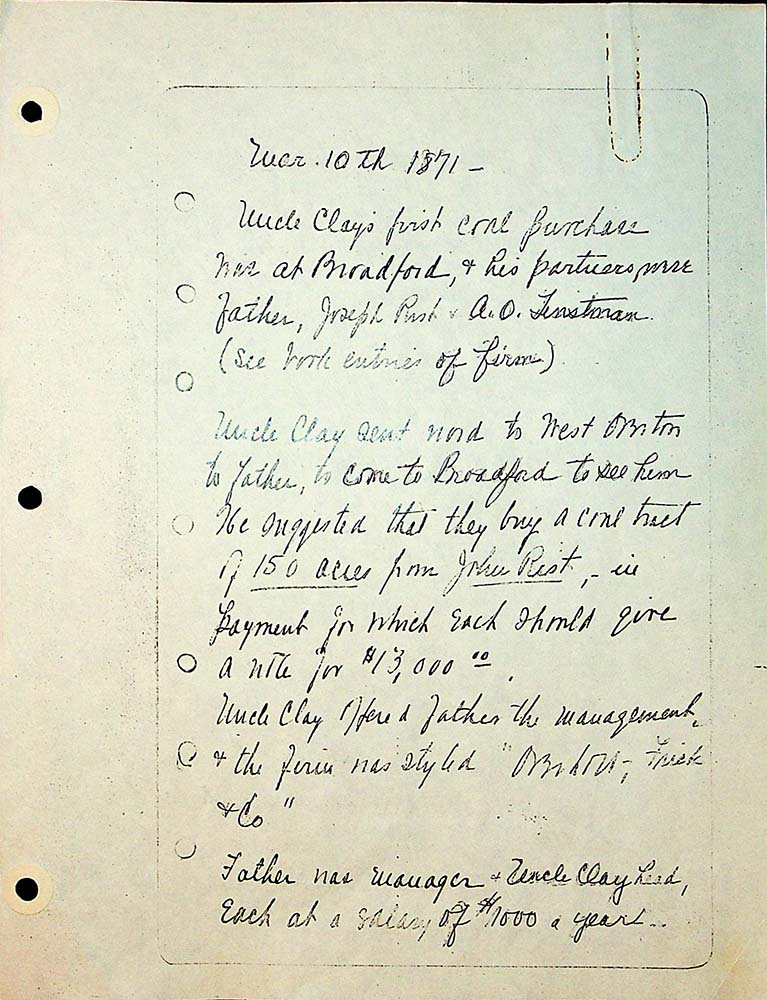 Mar. 10th 1871 –
Uncle Clay's first coal purchase
was at Broadford, & his partners, were
Father, Joseph Rist & A.O. Tinstman.
(See book entries of firm)
Uncle Clay sent word to West Overton
to Father, to come to Broadford to see him
He suggested that they buy a coal tract
of 150 acres from John Rist, – in
payment for which Each should give
a note for $13,000 00.
Uncle Clay offered Father the management,
& the firm was styled " Overholt, Frick
& Co "
Father was manager & Uncle Clay head,
Each at a salary of $1000 a year..